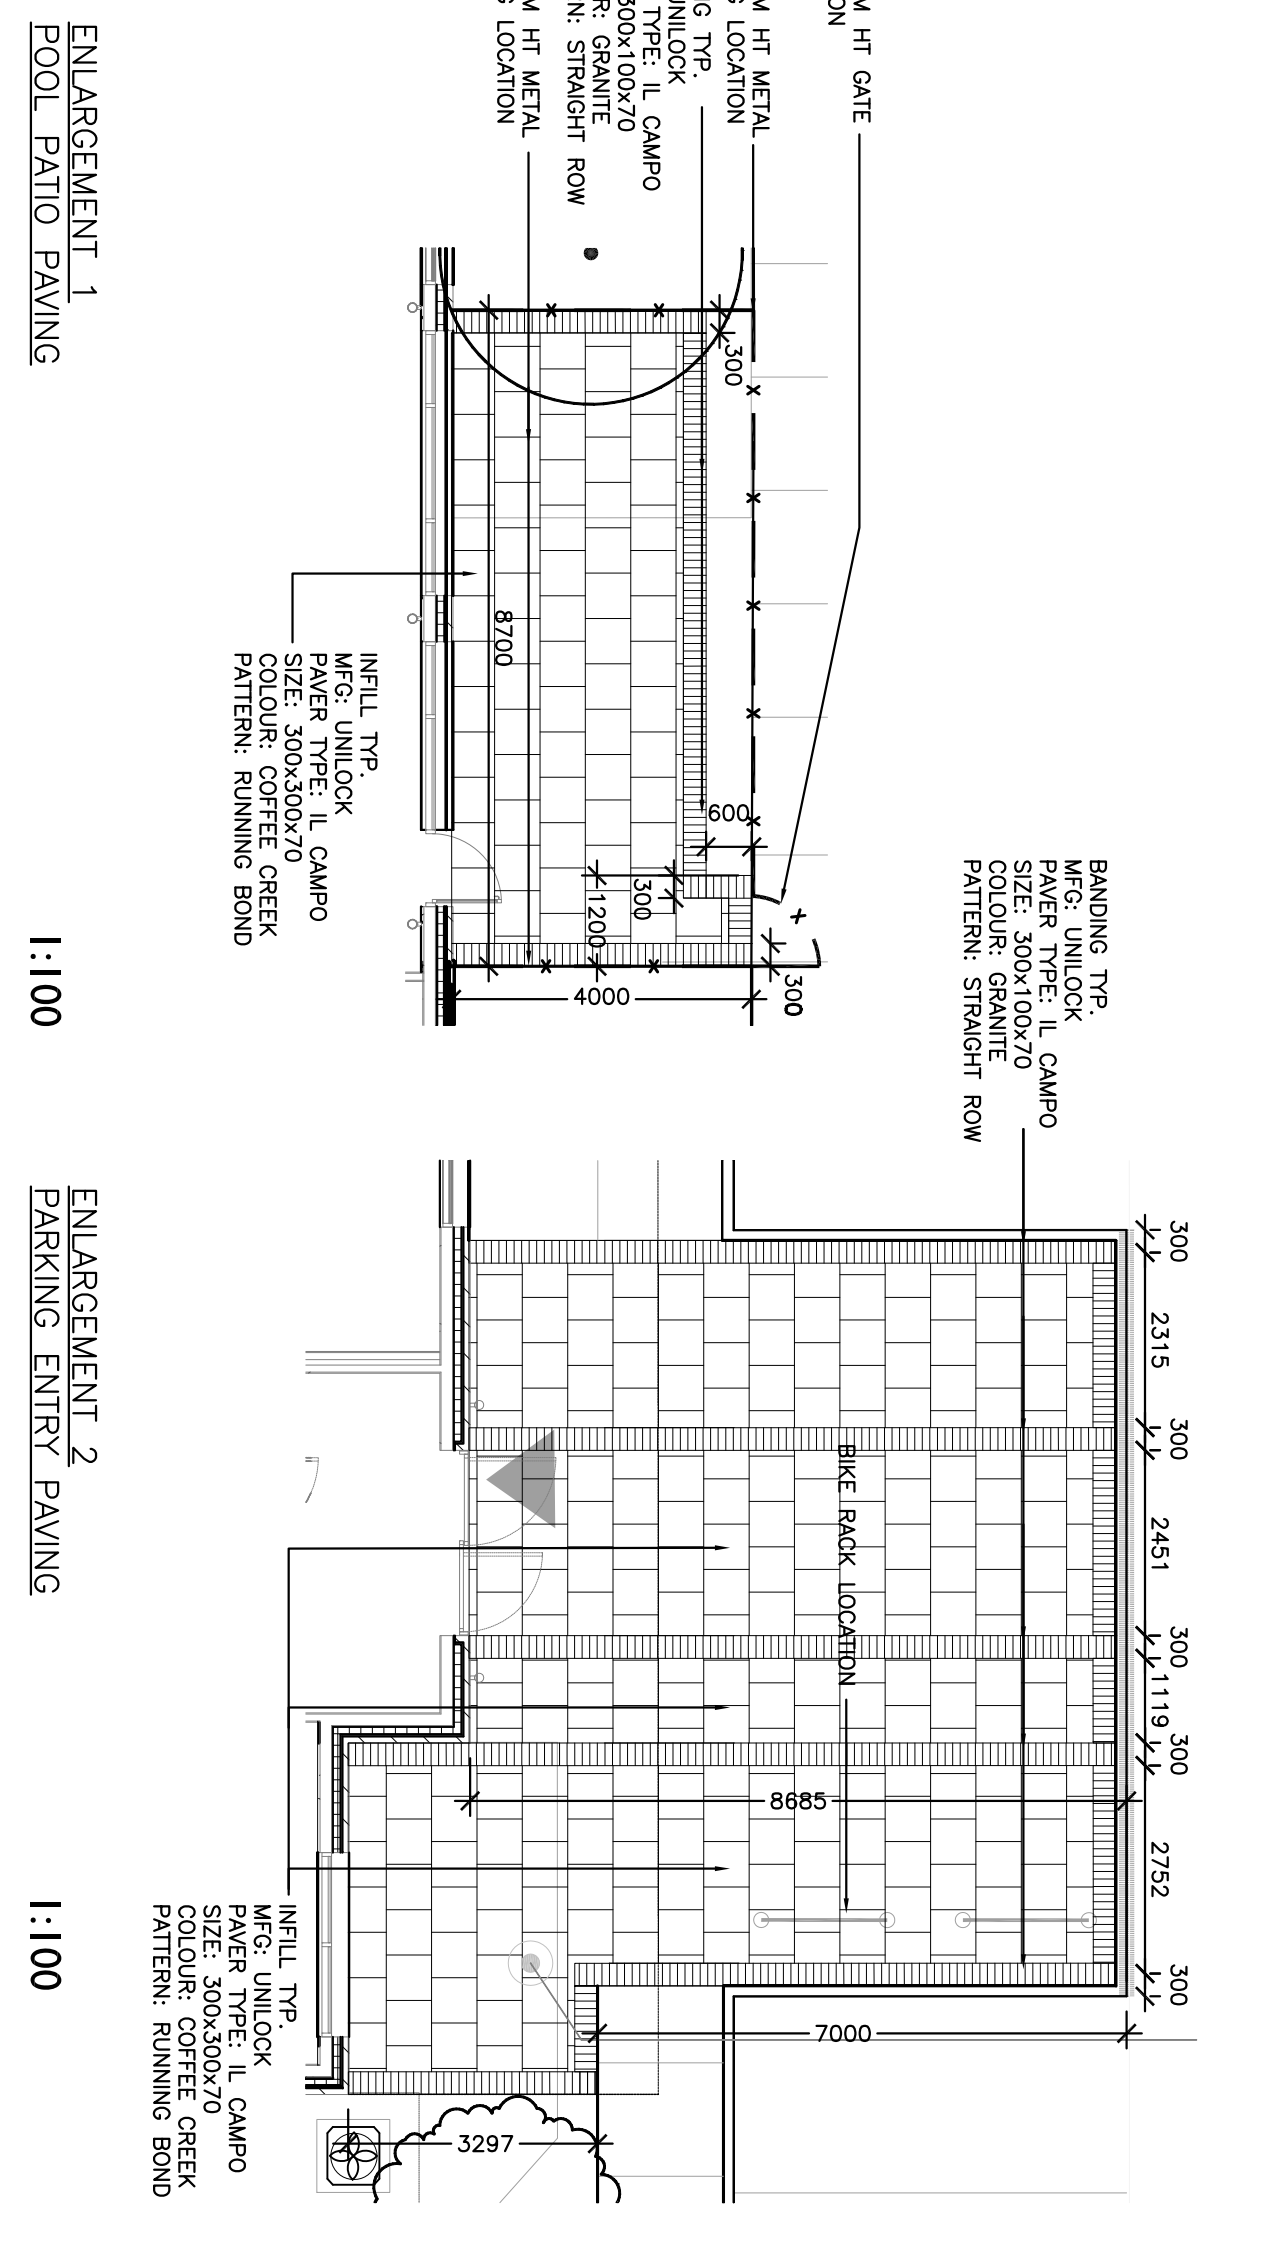 M HT GATE
ON
M HT METAL
G LOCATION
NG TYP.
UNILOCK
TYPE: IL CAMPO
300x100x70
R: GRANITE
N: STRAIGHT ROW
M HT METAL
G LOCATION
300
600
8700
300
1200
300
4000
INFILL TYP.
MFG: UNILOCK
PAVER TYPE: IL CAMPO
SIZE: 300x300x70
COLOUR: COFFEE CREEK
PATTERN: RUNNING BOND
ENLARGEMENT 1
POOL PATIO PAVING
1:100
BANDING TYP.
MFG: UNILOCK
PAVER TYPE: IL CAMPO
SIZE: 300x100x70
COLOUR: GRANITE
PATTERN: STRAIGHT ROW
300
2315
300
2451
300
1119
300
2752
300
BIKE RACK LOCATION
8685
7000
3297
INFILL TYP.
MFG: UNILOCK
PAVER TYPE: IL CAMPO
SIZE: 300x300x70
COLOUR: COFFEE CREEK
PATTERN: RUNNING BOND
ENLARGEMENT 2
PARKING ENTRY PAVING
1:100